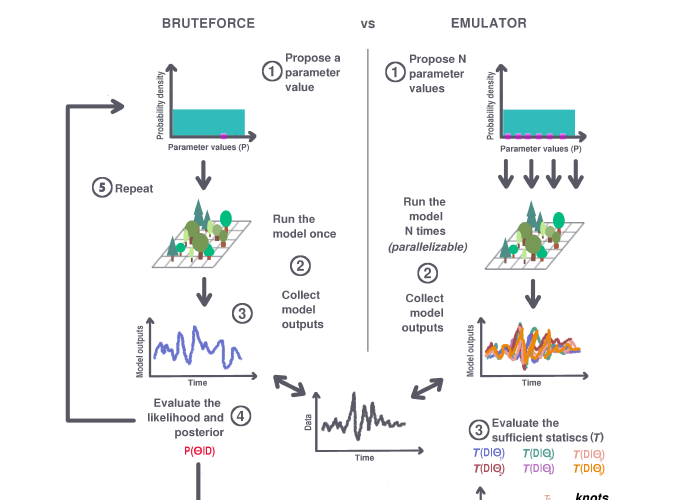 BRUTEFORCE vs EMULATOR
1 Propose a
parameter
value
Probability density
Parameter values (P)
5 Repeat
Run the
model once
2
Collect
model
outputs
3
Model outputs
Time
Evaluate the
likelihood and
posterior
4
P(Θ|D)
Data
Time
1 Propose N
parameter
values
Probability density
Parameter values (P)
Run the
model
N times
(parallelizable)
2
Collect
model
outputs
Model outputs
Time
3 Evaluate the
sufficient statiscs (T)
T(D|Θ) T(D|Θ) T(D|Θ)
T(D|Θ) T(D|Θ) T(D|Θ)
knots